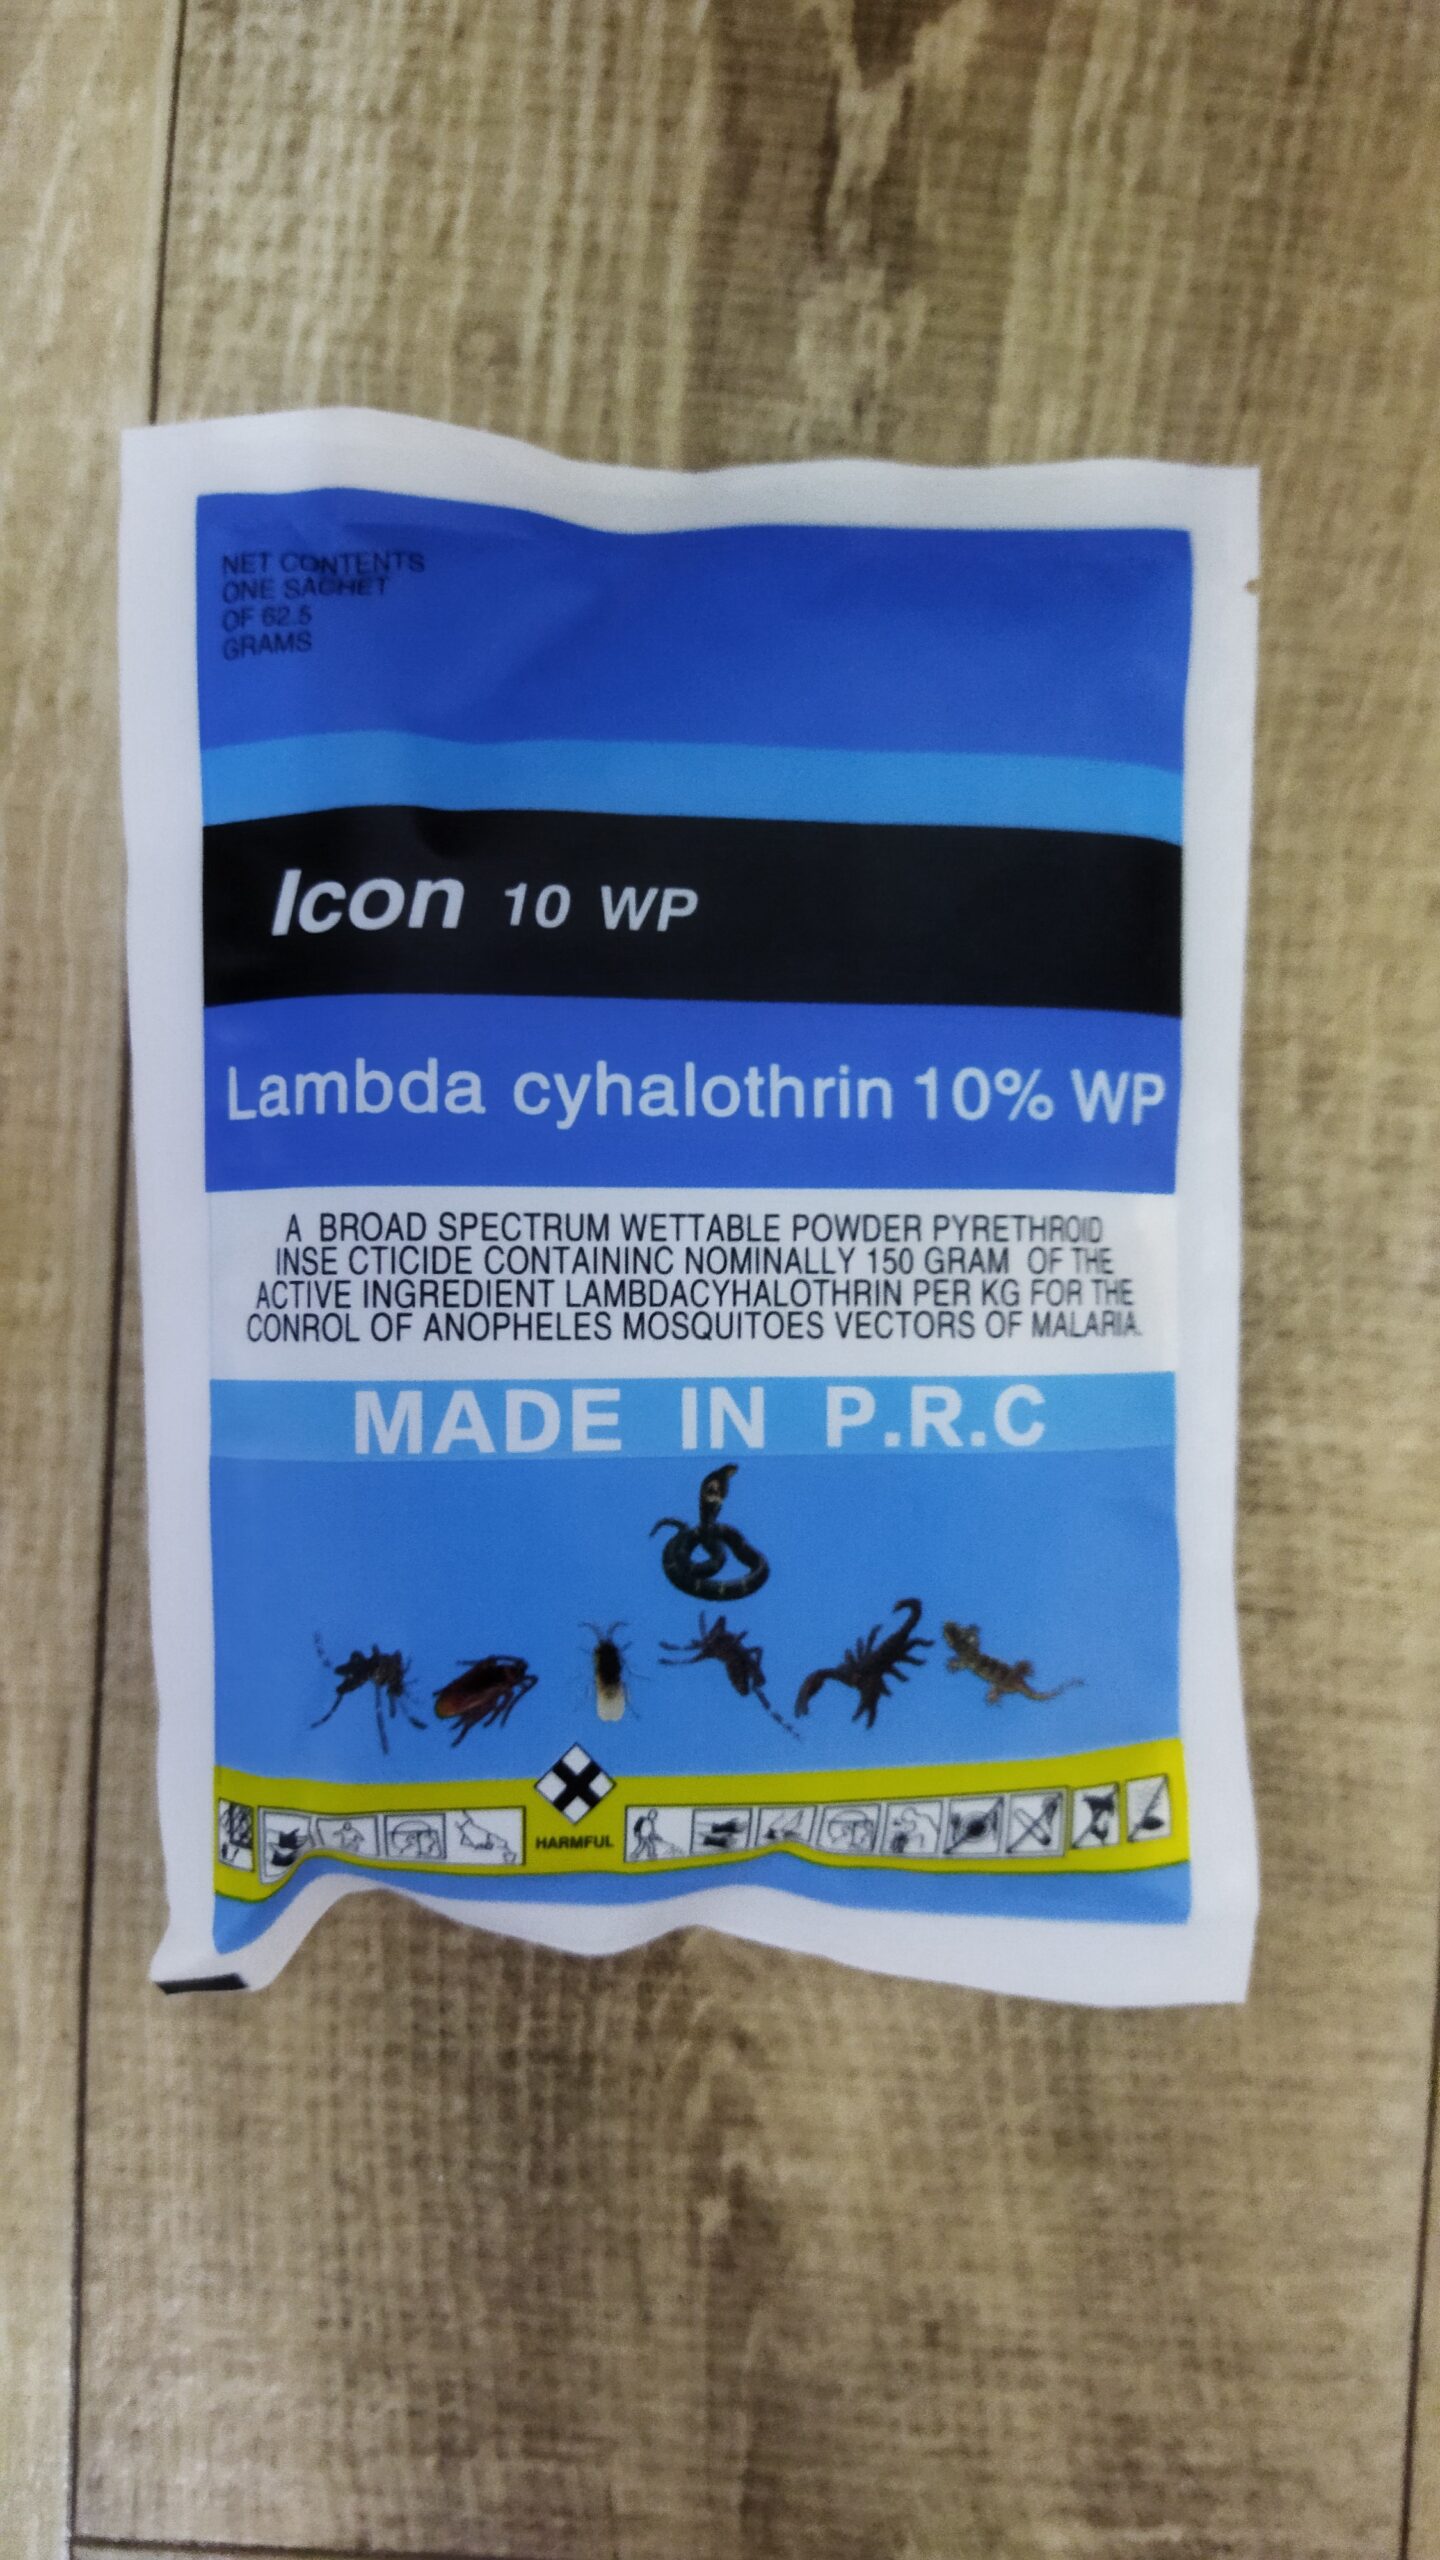 NET CONTENTS
ONE SACHET
OF 62.5
GRAMS
Icon 10 WP
Lambda cyhalothrin 10% WP
A BROAD SPECTRUM WETTABLE POWDER PYRETHROID
INSE CTICIDE CONTAININC NOMINALLY 150 GRAM OF THE
ACTIVE INGREDIENT LAMBDACYHALOTHRIN PER KG FOR THE
CONROL OF ANOPHELES MOSQUITOES VECTORS OF MALARIA.
MADE IN P.R.C
HARMFUL